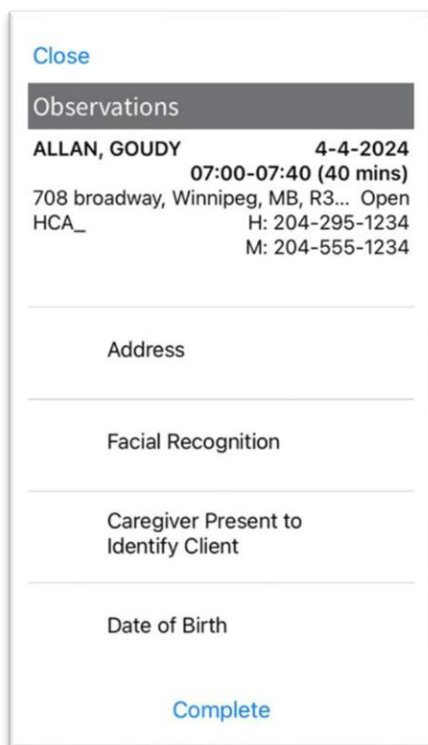 Close
Observations
ALLAN, GOUDY 4-4-2024
07:00-07:40 (40 mins)
708 broadway, Winnipeg, MB, R3... Open
HCA_ H: 204-295-1234
M: 204-555-1234
Address
Facial Recognition
Caregiver Present to
Identify Client
Date of Birth
Complete